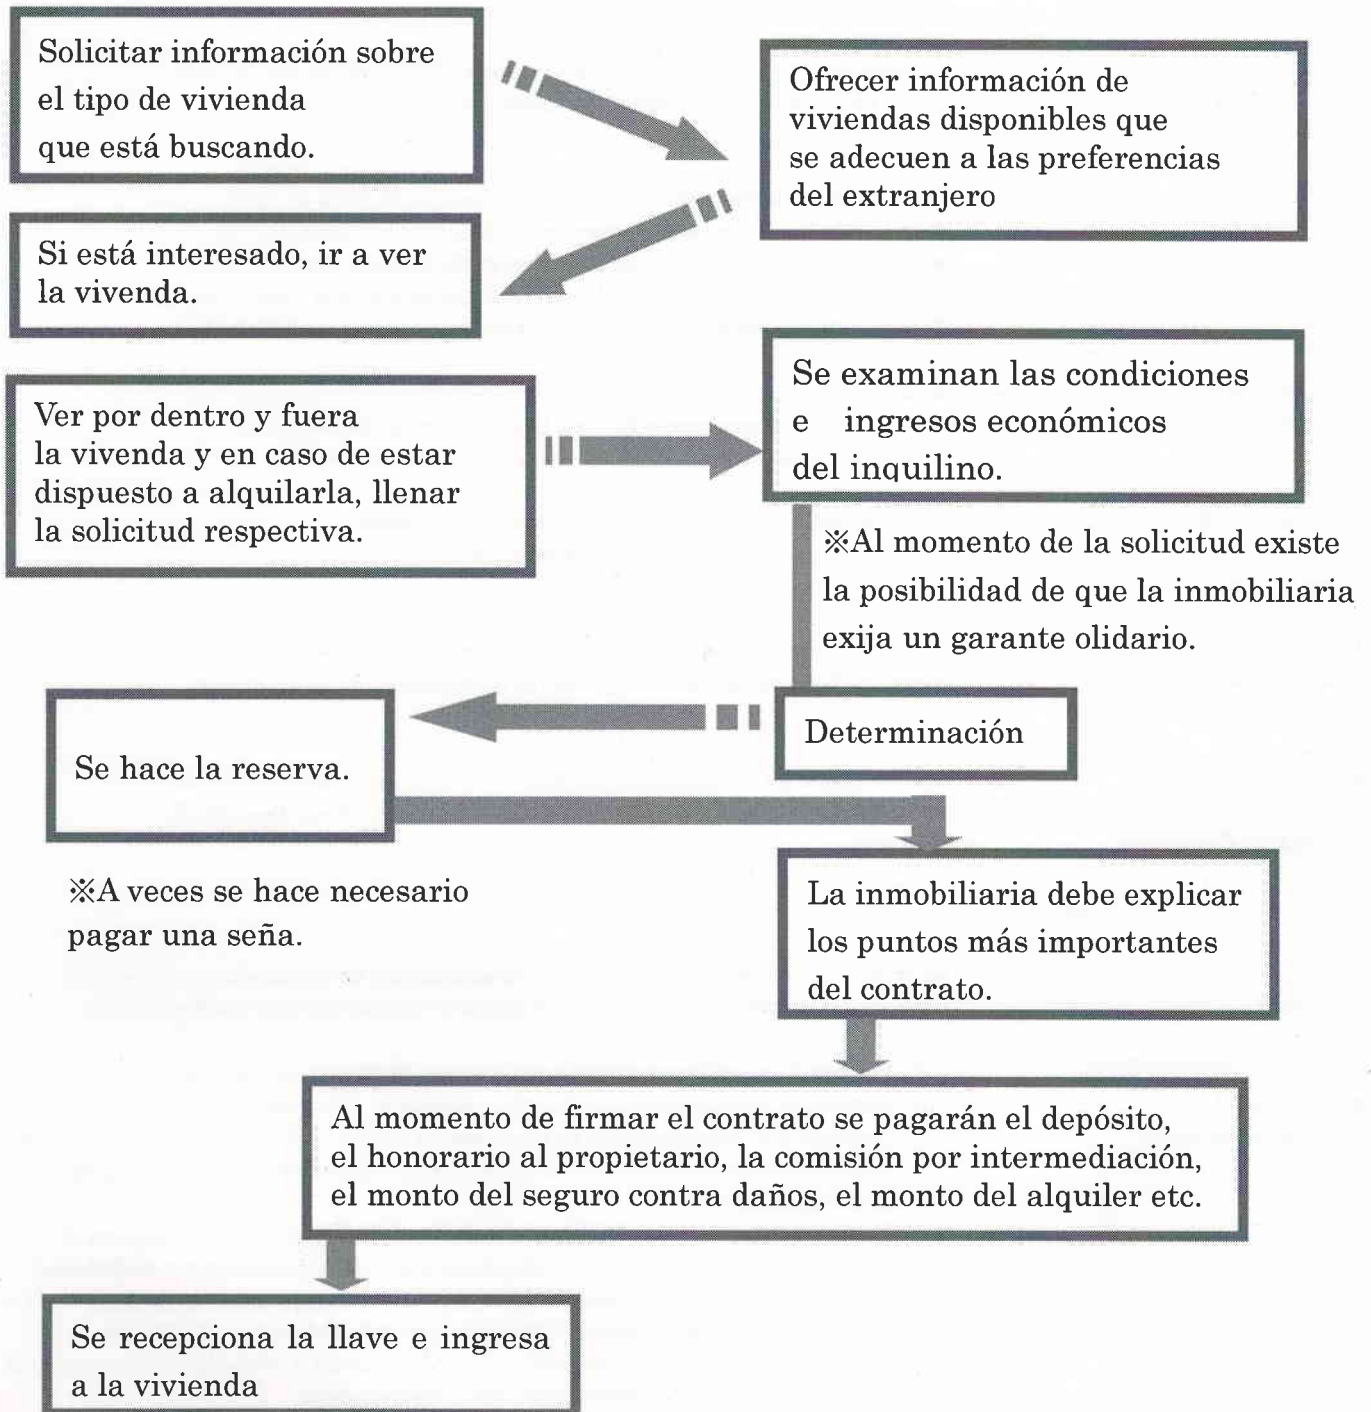 Solicitar información sobre
el tipo de vivienda
que está buscando.
Ofrecer información de
viviendas disponibles que
se adecuen a las preferencias
del extranjero
Si está interesado, ir a ver
la vivenda.
Ver por dentro y fuera
la vivenda y en caso de estar
dispuesto a alquilarla, llenar
la solicitud respectiva.
Se examinan las condiciones
e ingresos económicos
del inquilino.
※Al momento de la solicitud existe
la posibilidad de que la inmobiliaria
exija un garante olidario.
Determinación
Se hace la reserva.
※A veces se hace necesario
pagar una seña.
La inmobiliaria debe explicar
los puntos más importantes
del contrato.
Al momento de firmar el contrato se pagarán el depósito,
el honorario al propietario, la comisión por intermediación,
el monto del seguro contra daños, el monto del alquiler etc.
Se recepciona la llave e ingresa
a la vivienda